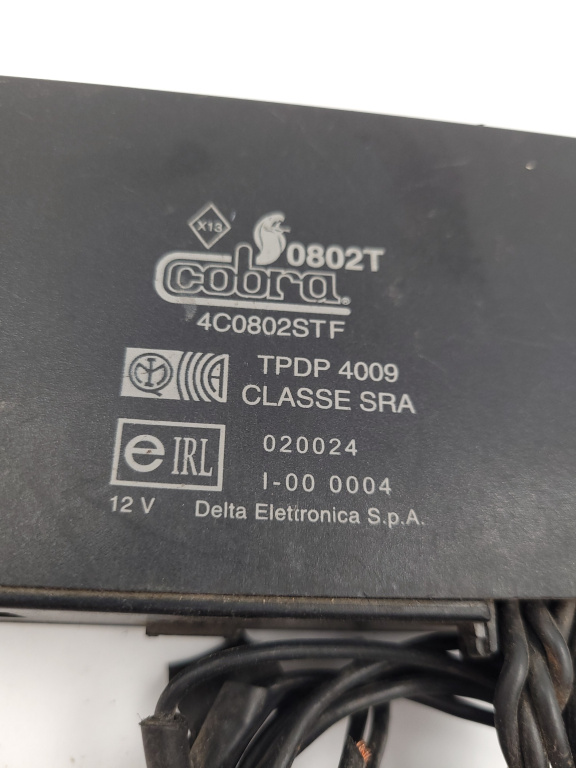 X13
0802T
cobra®
4C0802STF
TPDP 4009
CLASSE SRA
e IRL
020024
I-00 0004
12 V
Delta Elettronica S.p.A.